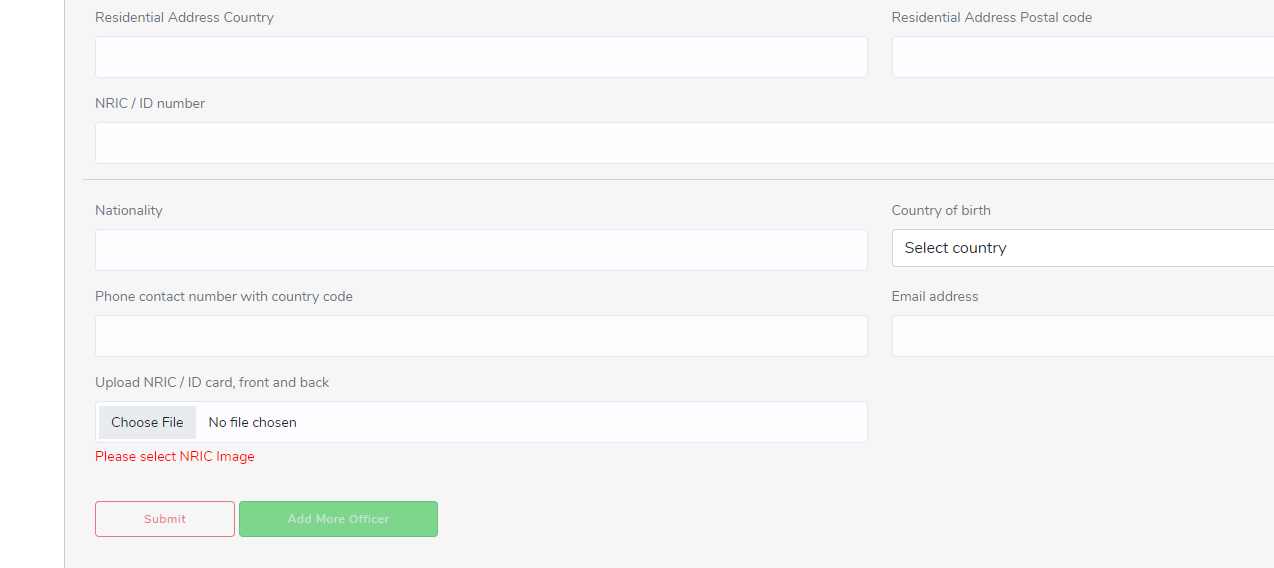 Residential Address Country
Residential Address Postal code
NRIC / ID number
Nationality
Country of birth
Select country
Phone contact number with country code
Email address
Upload NRIC / ID card, front and back
Choose File No file chosen
Please select NRIC Image
Submit
Add More Officer